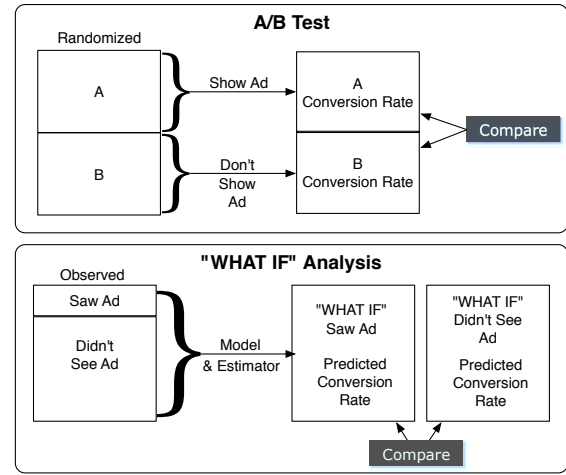 A/B Test
Randomized
A
Show Ad
A
Conversion Rate
Compare
B
Don't
Show
Ad
B
Conversion Rate
"WHAT IF" Analysis
Observed
Saw Ad
Didn't
See Ad
Model
& Estimator
"WHAT IF"
Saw Ad
Predicted
Conversion
Rate
"WHAT IF"
Didn't See
Ad
Predicted
Conversion
Rate
Compare